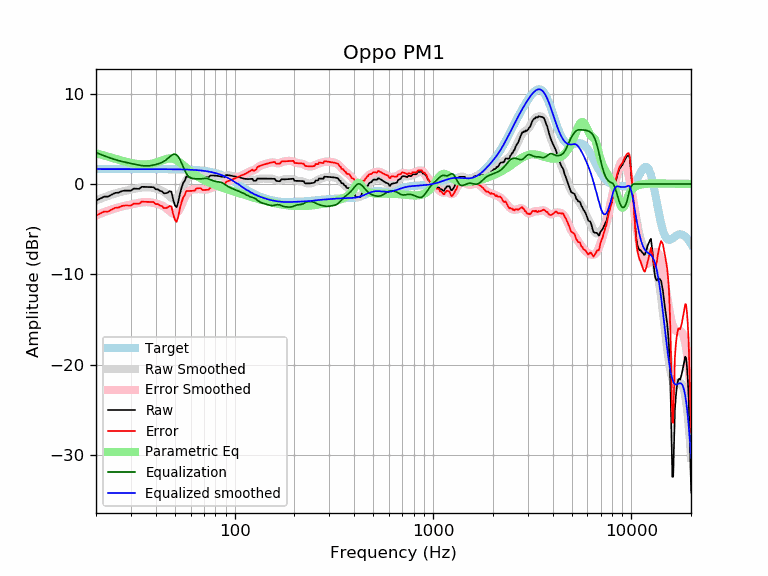 Oppo PM1
Amplitude (dBr)
10
0
−10
−20
−30
Target
Raw Smoothed
Error Smoothed
Raw
Error
Parametric Eq
Equalization
Equalized smoothed
100
1000
10000
Frequency (Hz)